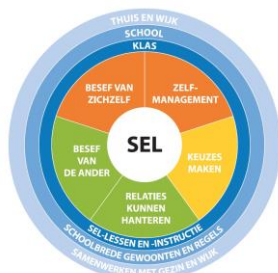 THUIS EN WIJK
SCHOOL
KLAS
BESEF VAN
ZICHZELF
ZELF-
MANAGEMENT
SEL
BESEF
VAN
DE ANDER
KEUZES
MAKEN
RELATIES
KUNNEN
HANTEREN
SEL-LESSEN EN -INSTRUCTIE
SCHOOLBREDE GEWOONTEN EN REGELS
SAMENWERKEN MET GEZIN EN WIJK